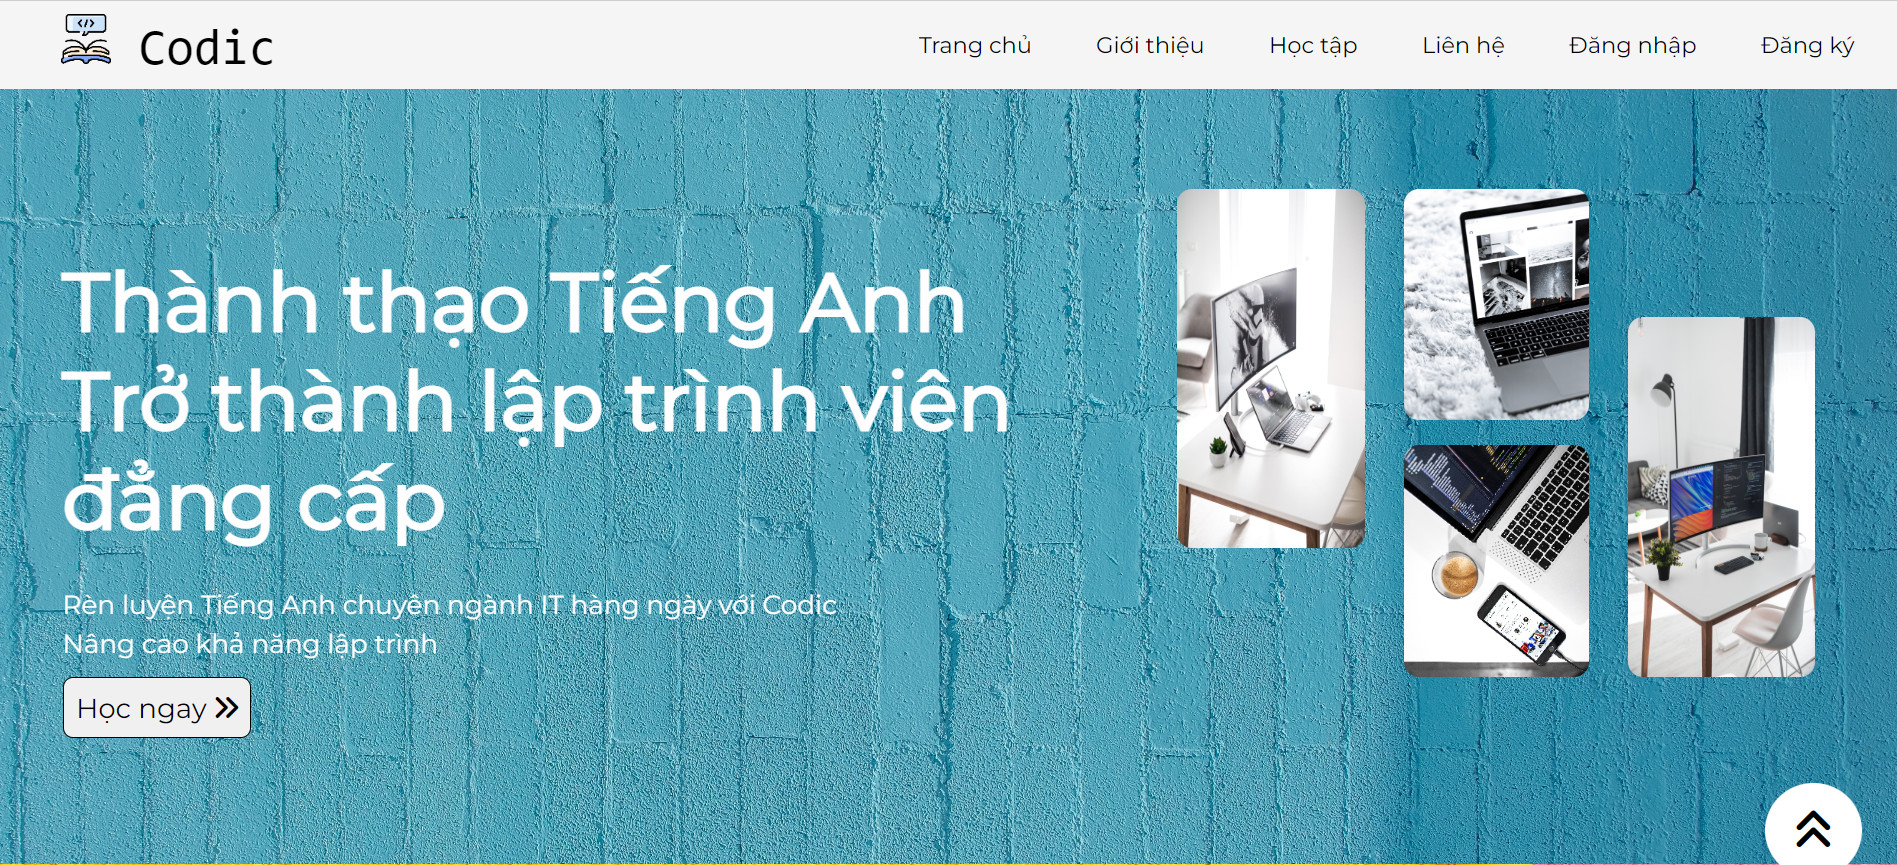 Codic
Trang chủ
Giới thiệu
Học tập
Liên hệ
Đăng nhập
Đăng ký
Thành thạo Tiếng Anh
Trở thành lập trình viên
đẳng cấp
Rèn luyện Tiếng Anh chuyên ngành IT hàng ngày với Codic
Nâng cao khả năng lập trình
Học ngay